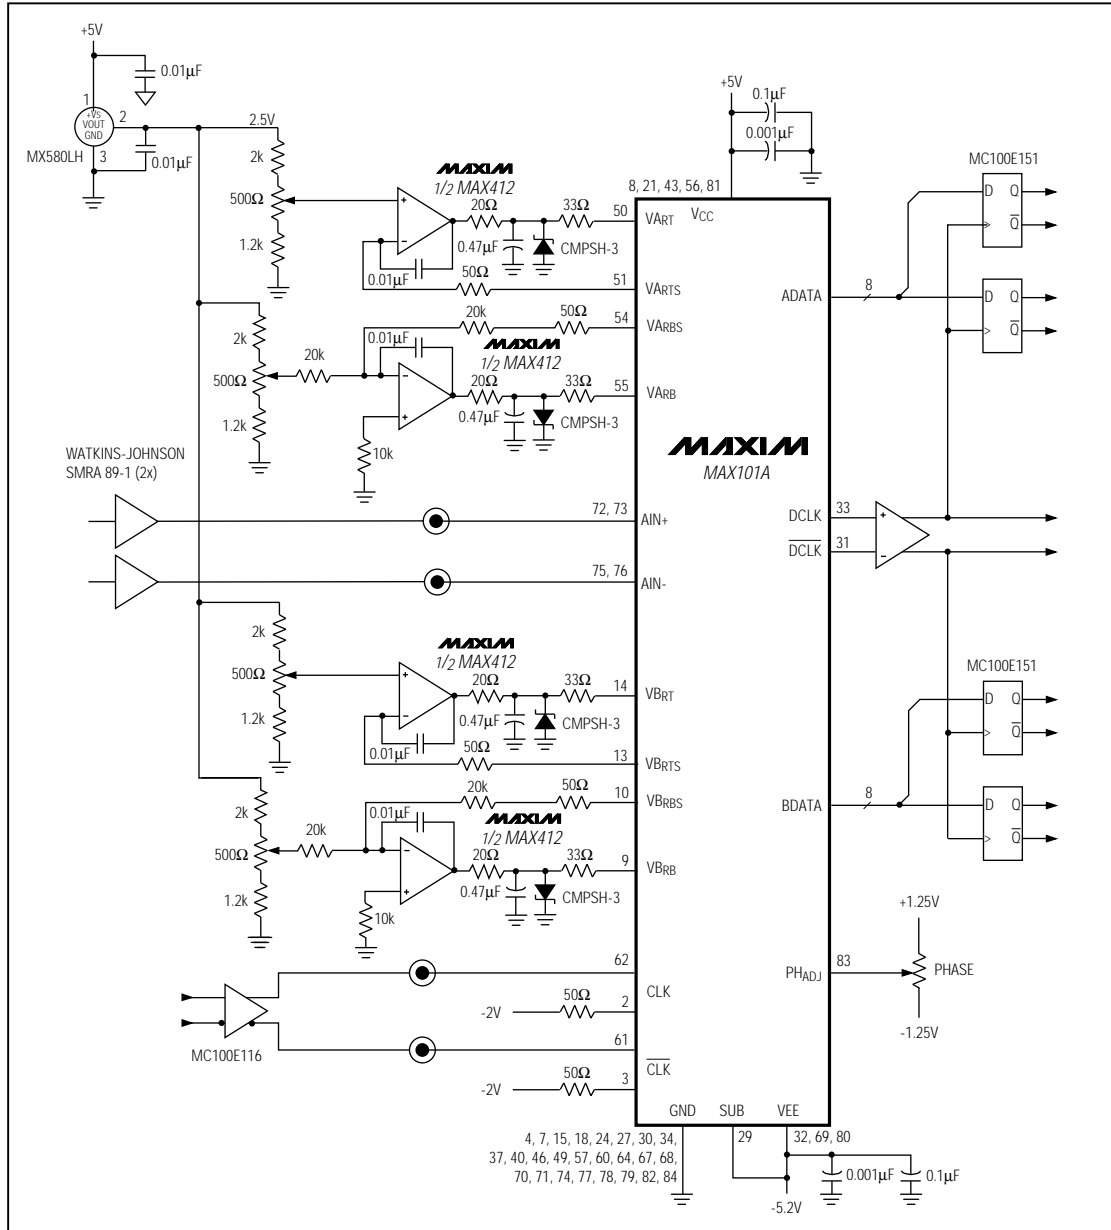 +5V
0.01µF
1
+VS
VOUT
GND
2
3
MX580LH
0.01µF
2.5V
2k
500Ω
1.2k
MAXIM
1/2 MAX412
+
-
0.01µF
20Ω
0.47µF
CMPSH-3
33Ω
50
VART
50Ω
51
VARTS
+5V
0.1µF
0.001µF
8, 21, 43, 56, 81
VCC
2k
500Ω
1.2k
20k
0.01µF
20k
50Ω
54
VARBS
MAXIM
1/2 MAX412
-
+
10k
20Ω
0.47µF
CMPSH-3
33Ω
55
VARB
MC100E151
D Q
> Q
8
ADATA
D Q
> Q
MAXIM
MAX101A
WATKINS-JOHNSON
SMRA 89-1 (2x)
72, 73
AIN+
75, 76
AIN-
DCLK
33
DCLK
31
+
-
2k
500Ω
1.2k
MAXIM
1/2 MAX412
+
-
0.01µF
20Ω
0.47µF
CMPSH-3
33Ω
14
VBRT
50Ω
13
VBRTS
2k
500Ω
1.2k
20k
0.01µF
20k
50Ω
10
VBRBS
MAXIM
1/2 MAX412
-
+
10k
20Ω
0.47µF
CMPSH-3
33Ω
9
VBRB
MC100E151
D Q
> Q
8
BDATA
D Q
> Q
MC100E116
62
CLK
-2V
50Ω
2
61
CLK
-2V
50Ω
3
PHADJ
83
+1.25V
PHASE
-1.25V
GND
SUB
VEE
4, 7, 15, 18, 24, 27, 30, 34,
37, 40, 46, 49, 57, 60, 64, 67, 68,
70, 71, 74, 77, 78, 79, 82, 84
29
32, 69, 80
0.001µF
0.1µF
-5.2V